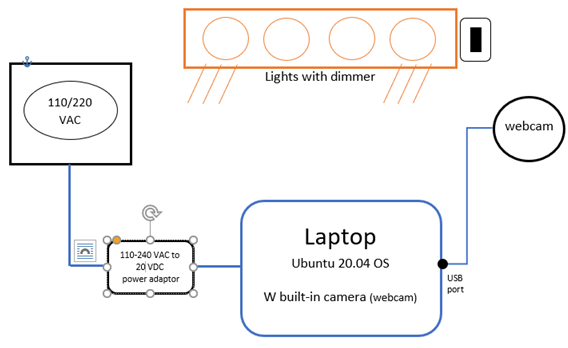 Lights with dimmer
110/220
VAC
webcam
110-240 VAC to
20 VDC
power adaptor
Laptop
Ubuntu 20.04 OS
W built-in camera (webcam)
USB
port